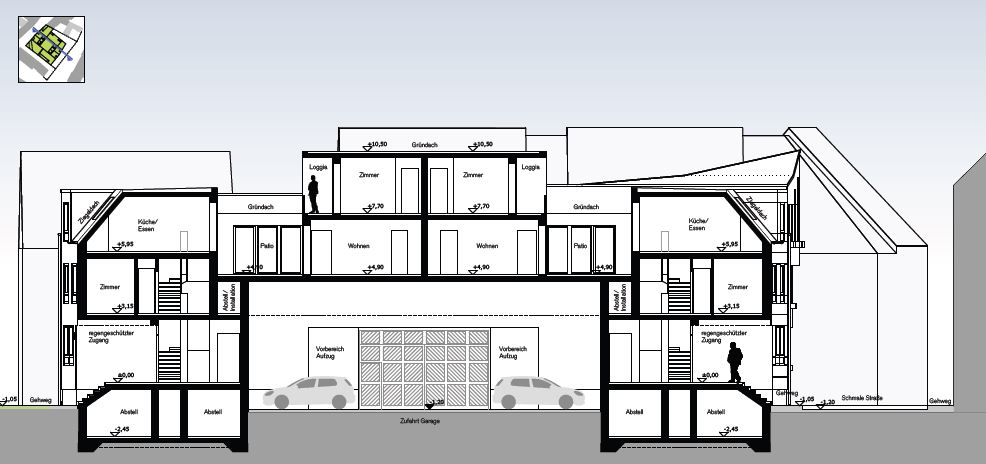 +10,50 Gründach +10,50
Loggia Zimmer Zimmer Loggia
Ziegeldach Gründach +7,70 +7,70 Gründach Ziegeldach
Küche/
Essen
Küche/
Essen
+5,95 Patio Wohnen Wohnen Patio +5,95
+4,90 +4,90 +4,90
Zimmer Abstell/
Installation
Abstell/
Installation
Zimmer
+3,15 +3,15
regengeschützter
Zugang
Vorbereich
Aufzug
Vorbereich
Aufzug
regengeschützter
Zugang
±0,00 ±0,00
-1,05 Gehweg -1,20 Gehweg -1,05 -1,20 Schmale Straße Gehweg
Abstell Abstell Zufahrt Garage Abstell Abstell
-2,45 -2,45